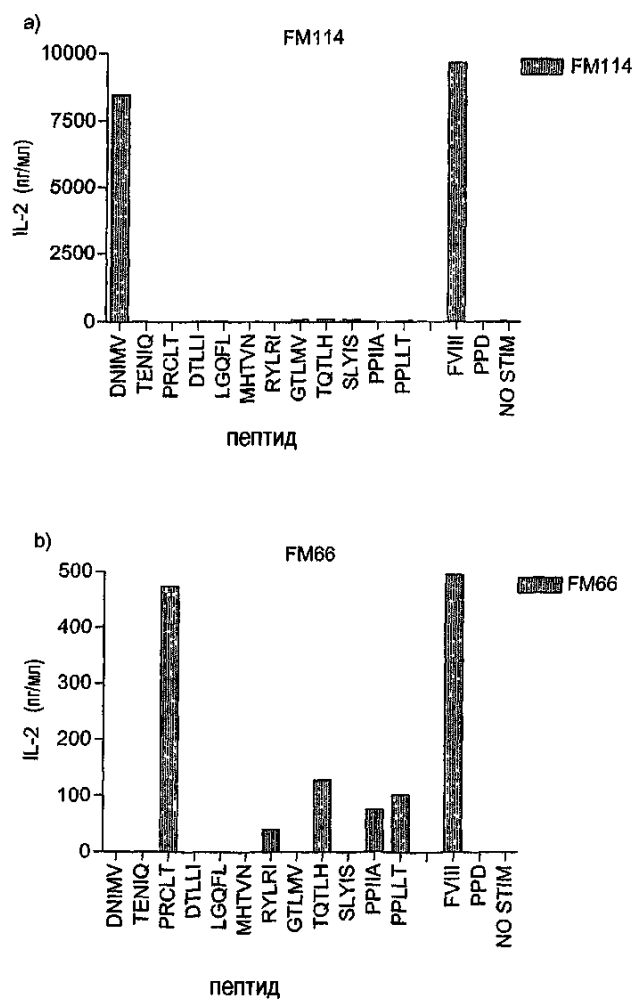 a)
FM114
FM114
IL-2 (пг/мл)
10000
7500
5000
2500
0
DNIMV
TENIQ
PRCLT
DTLLI
LGQFL
MHTVN
RYLRI
GTLMV
TQTLH
SLYIS
PPIIA
PPLLT
FVIII
PPD
NO STIM
пептид
b)
FM66
FM66
IL-2 (пг/мл)
500
400
300
200
100
0
DNIMV
TENIQ
PRCLT
DTLLI
LGQFL
MHTVN
RYLRI
GTLMV
TQTLH
SLYIS
PPIIA
PPLLT
FVIII
PPD
NO STIM
пептид